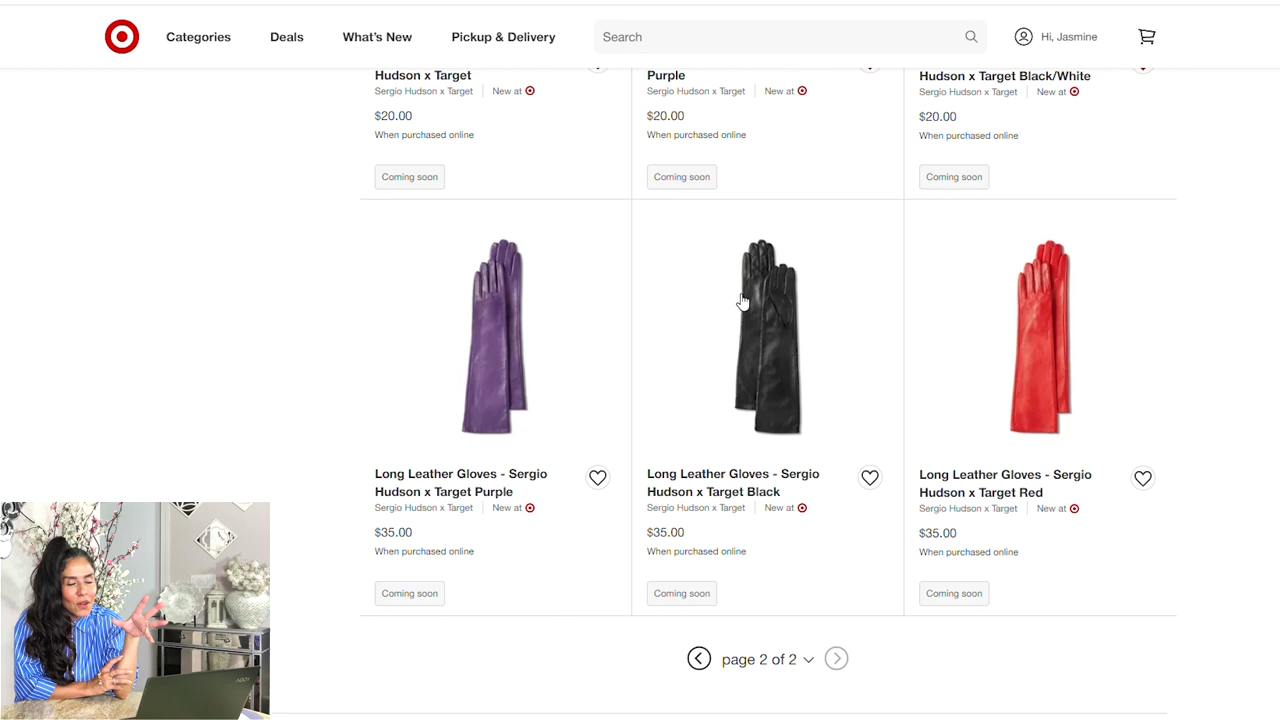 Categories
Deals
What's New
Pickup & Delivery
Search
Hi, Jasmine
Hudson x Target
Sergio Hudson x Target
New at
$20.00
When purchased online
Coming soon
Purple
Sergio Hudson x Target
New at
$20.00
When purchased online
Coming soon
Hudson x Target Black/White
Sergio Hudson x Target
New at
$20.00
When purchased online
Coming soon
Long Leather Gloves - Sergio
Hudson x Target Purple
Sergio Hudson x Target
New at
$35.00
When purchased online
Coming soon
Long Leather Gloves - Sergio
Hudson x Target Black
Sergio Hudson x Target
New at
$35.00
When purchased online
Coming soon
Long Leather Gloves - Sergio
Hudson x Target Red
Sergio Hudson x Target
New at
$35.00
When purchased online
Coming soon
page 2 of 2